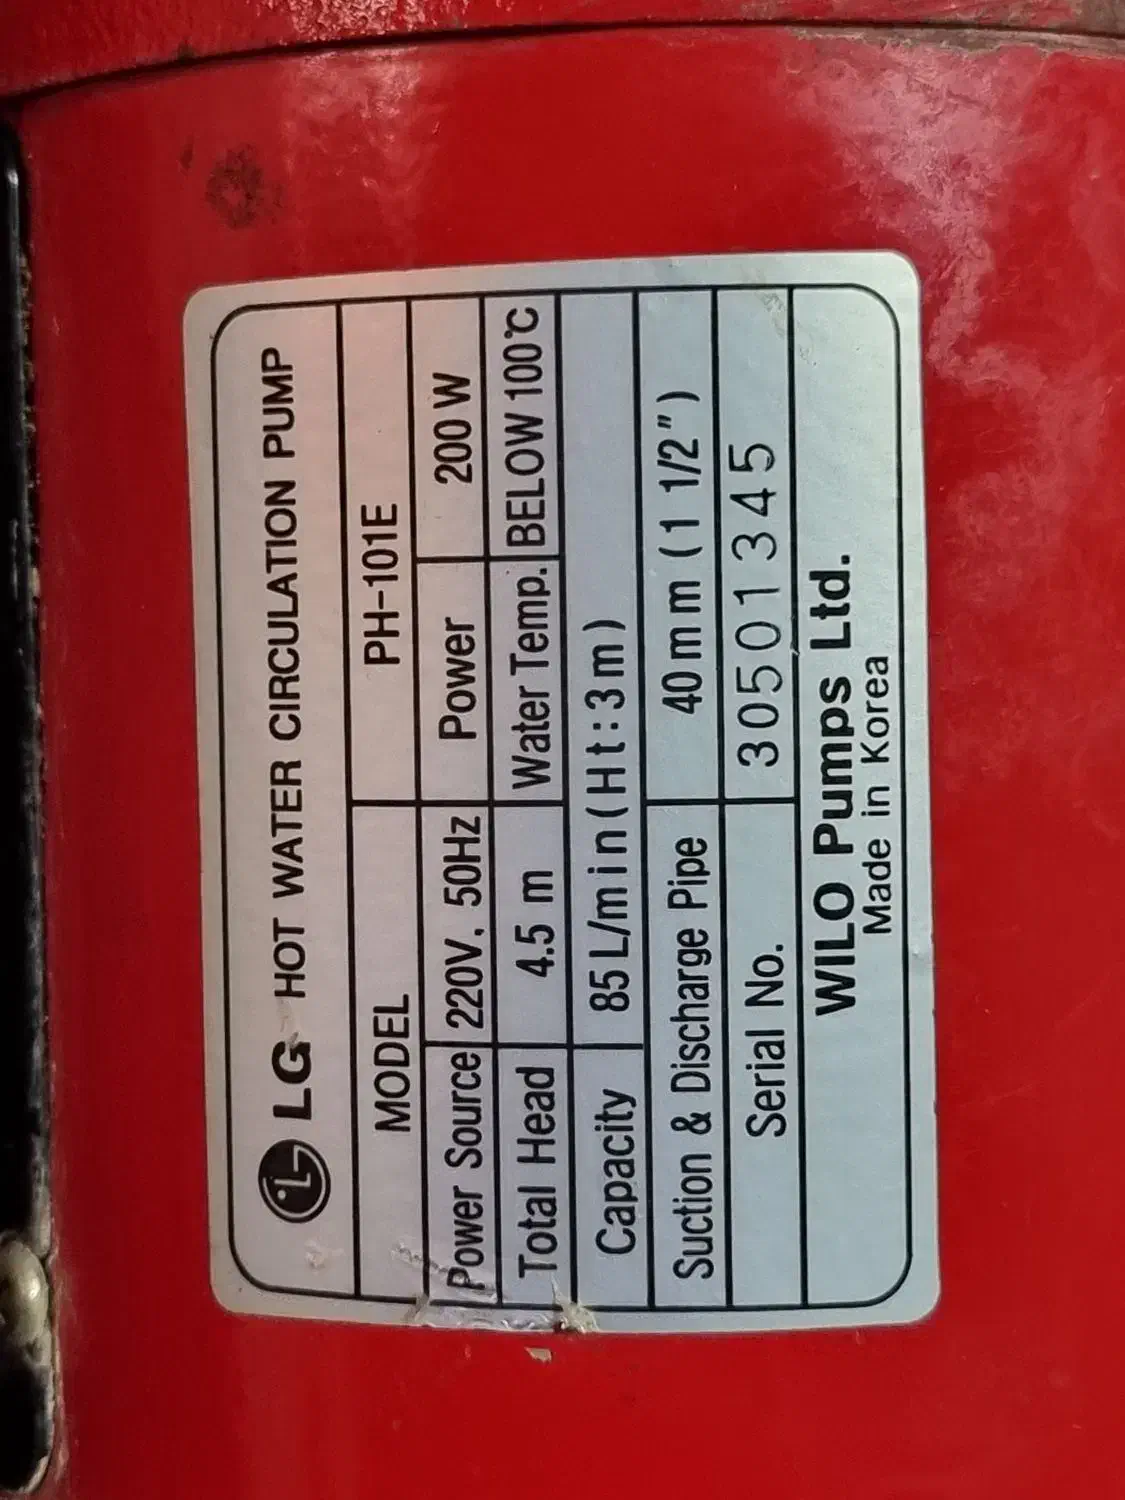 LG HOT WATER CIRCULATION PUMP
MODEL PH-101E
Power Source 220V, 50Hz Power 200 W
Total Head 4.5 m Water Temp. BELOW 100℃
Capacity 85 L/min (Ht : 3 m)
Suction & Discharge Pipe 40 mm (1 1/2")
Serial No. 30501345
WILO Pumps Ltd.
Made in Korea